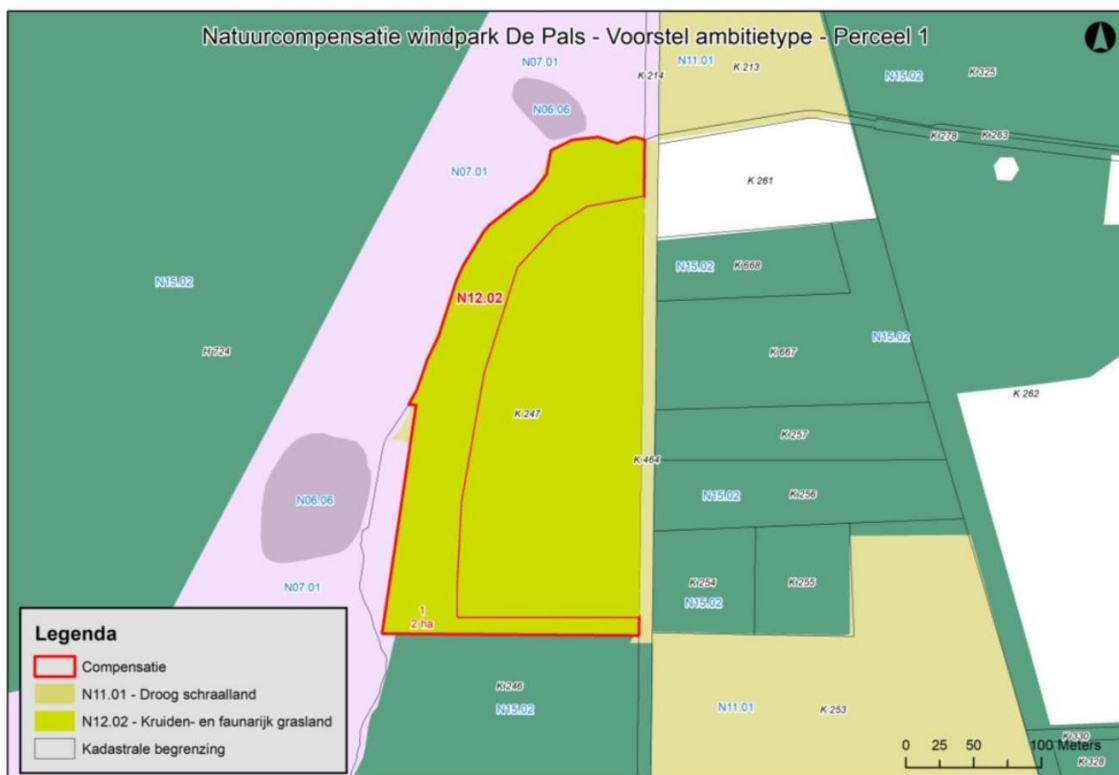 Natuurcompensatie windpark De Pals - Voorstel ambitietype - Perceel 1
N07.01
K 214
N11.01
K 213
N15.02
K 325
N06.06
K 278
K 263
N07.01
K 261
N15.02
N15.02
K 668
N12.02
N15.02
H 724
K 667
K 262
K 247
K 257
K 464
N06.06
N15.02
K 256
N07.01
K 254
K 255
N15.02
1
2 ha
K 246
N15.02
N11.01
K 253
K 330
K 328
Legenda
Compensatie
N11.01 - Droog schraalland
N12.02 - Kruiden- en faunarijk grasland
Kadastrale begrenzing
0 25 50 100 Meters